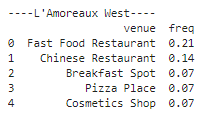 ----L'Amoreaux West----
venue freq
0 Fast Food Restaurant 0.21
1 Chinese Restaurant 0.14
2 Breakfast Spot 0.07
3 Pizza Place 0.07
4 Cosmetics Shop 0.07